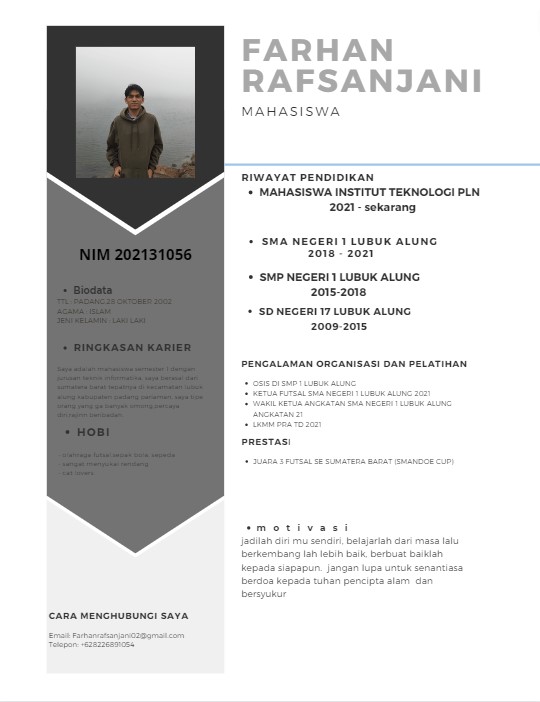 FARHAN
RAFSANJANI
MAHASISWA
RIWAYAT PENDIDIKAN
• MAHASISWA INSTITUT TEKNOLOGI PLN
2021 - sekarang
• SMA NEGERI 1 LUBUK ALUNG
2018 - 2021
• SMP NEGERI 1 LUBUK ALUNG
2015-2018
• SD NEGERI 17 LUBUK ALUNG
2009-2015
PENGALAMAN ORGANISASI DAN PELATIHAN
• OSIS DI SMP 1 LUBUK ALUNG
• KETUA FUTSAL SMA NEGERI 1 LUBUK ALUNG 2021
• WAKIL KETUA ANGKATAN SMA NEGERI 1 LUBUK ALUNG
ANGKATAN 21
• LKMM PRA TD 2021
PRESTASI
• JUARA 3 FUTSAL SE SUMATERA BARAT (SMANDOE CUP)
• motivasi
jadilah diri mu sendiri, belajarlah dari masa lalu
berkembang lah lebih baik, berbuat baiklah
kepada siapapun. jangan lupa untuk senantiasa
berdoa kepada tuhan pencipta alam dan
bersyukur
NIM 202131056
• Biodata
TTL : PADANG,28 OKTOBER 2002
AGAMA : ISLAM
JENI KELAMIN : LAKI LAKI
• RINGKASAN KARIER
Saya adalah mahasiswa semester 1 dengan
jurusan teknik informatika, saya berasal dari
sumatera barat tepatnya di kecamatan lubuk
alung kabupaten padang pariaman, saya tipe
orang yang ga banyak omong,percaya
diri,rajin
• HOBI
- olahraga futsal,sepak bola, sepeda
- sangat menyukai rendang
- cat lovers
CARA MENGHUBUNGI SAYA
Email: Farhanrafsanjani02@gmail.com
Telepon: +628226891054